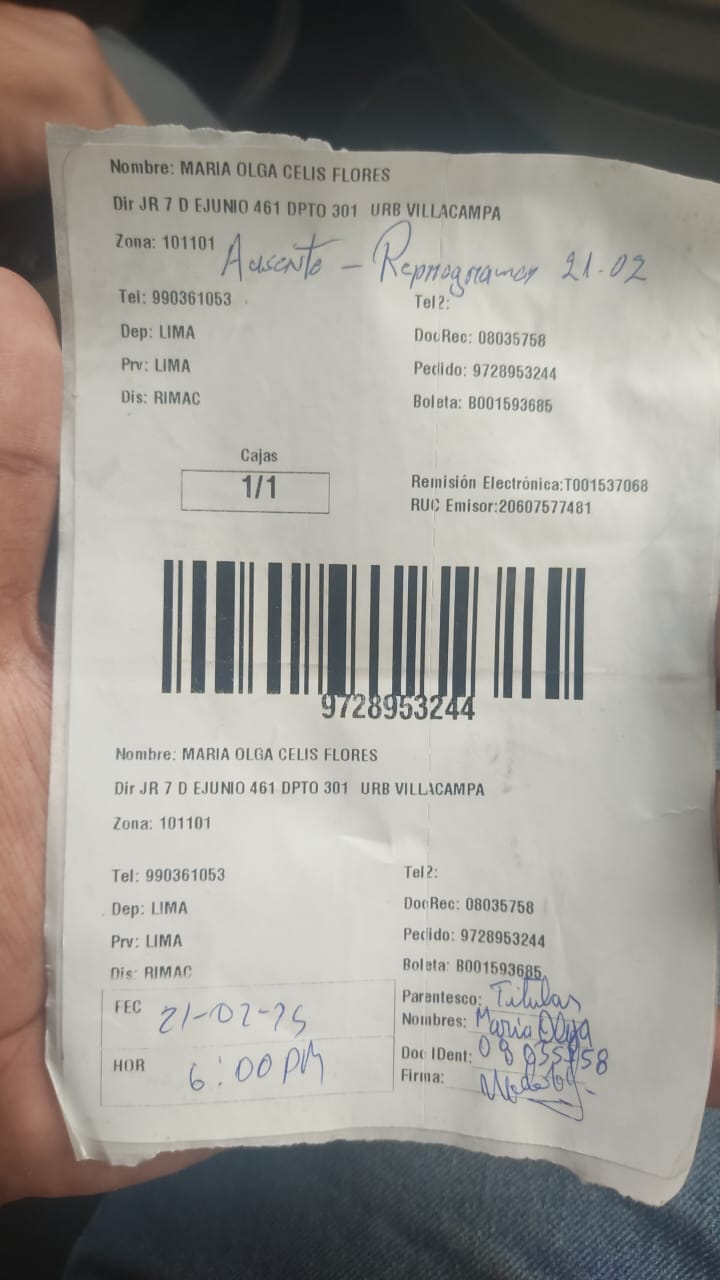 Nombre: MARIA OLGA CELIS FLORES
Dir JR 7 D EJUNIO 461 DPTO 301 URB VILLACAMPA
Zona: 101101 Ausente - Reprogramar 21-02
Tel: 990361053 Tel2:
Dep: LIMA DocRec: 08035758
Prv: LIMA Pedido: 9728953244
Dis: RIMAC Boleta: B001593685
Cajas
1/1
Remisión Electrónica:T001537068
RUC Emisor:20607577481
9728953244
Nombre: MARIA OLGA CELIS FLORES
Dir JR 7 D EJUNIO 461 DPTO 301 URB VILLACAMPA
Zona: 101101
Tel: 990361053 Tel2:
Dep: LIMA DocRec: 08035758
Prv: LIMA Pedido: 9728953244
Dis: RIMAC Boleta: B001593685
FEC 21-02-25 Parentesco: Titular
Nombres: Maria Olga
HOR 6:00 PM Doc IDent:
Firma: